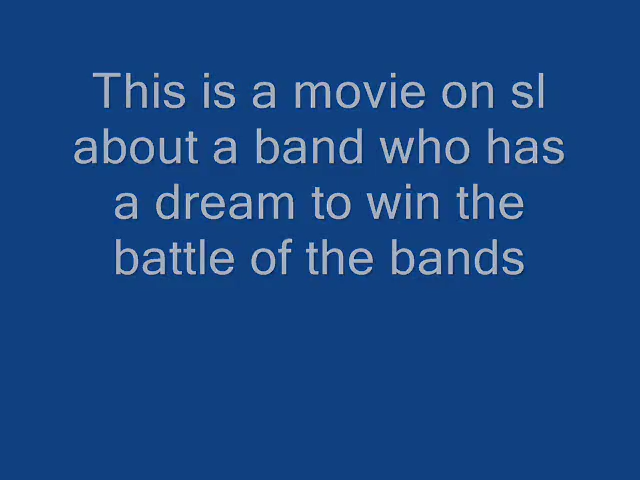 This is a movie on sl
about a band who has
a dream to win the
battle of the bands